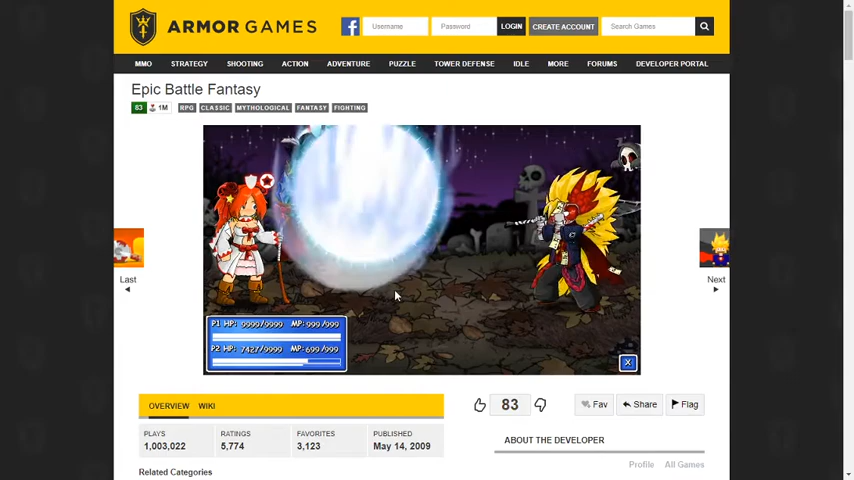 ARMOR GAMES
Username
Password
LOGIN
CREATE ACCOUNT
Search Games
MMO STRATEGY SHOOTING ACTION ADVENTURE PUZZLE TOWER DEFENSE IDLE MORE FORUMS DEVELOPER PORTAL
Epic Battle Fantasy
83 1M RPG CLASSIC MYTHOLOGICAL FANTASY FIGHTING
P1 HP: 9999/9999 MP:999/999
P2 HP: 7427/9999 MP:699/999
X
Last
Next
OVERVIEW WIKI
83
Fav
Share
Flag
PLAYS RATINGS FAVORITES PUBLISHED
1,003,022 5,774 3,123 May 14, 2009
ABOUT THE DEVELOPER
Profile All Games
Related Categories